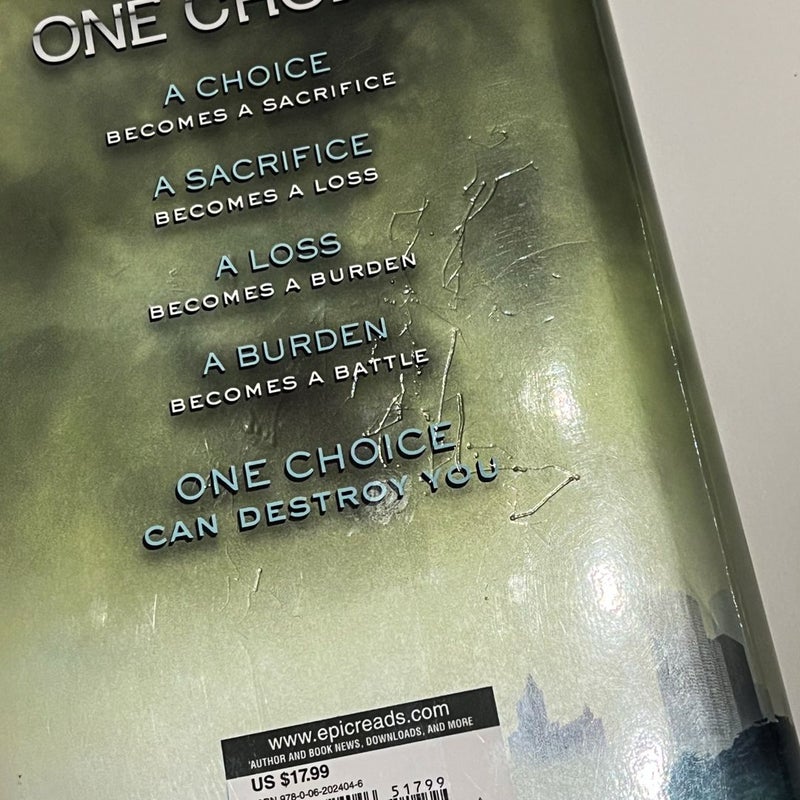 ONE
A CHOICE
BECOMES A SACRIFICE
A SACRIFICE
BECOMES A LOSS
A LOSS
BECOMES A BURDEN
A BURDEN
BECOMES A BATTLE
ONE CHOICE
CAN DESTROY YOU
www.epicreads.com
AUTHOR AND BOOK NEWS, DOWNLOADS, AND MORE
US $17.99
978-0-06-202404-6
51799